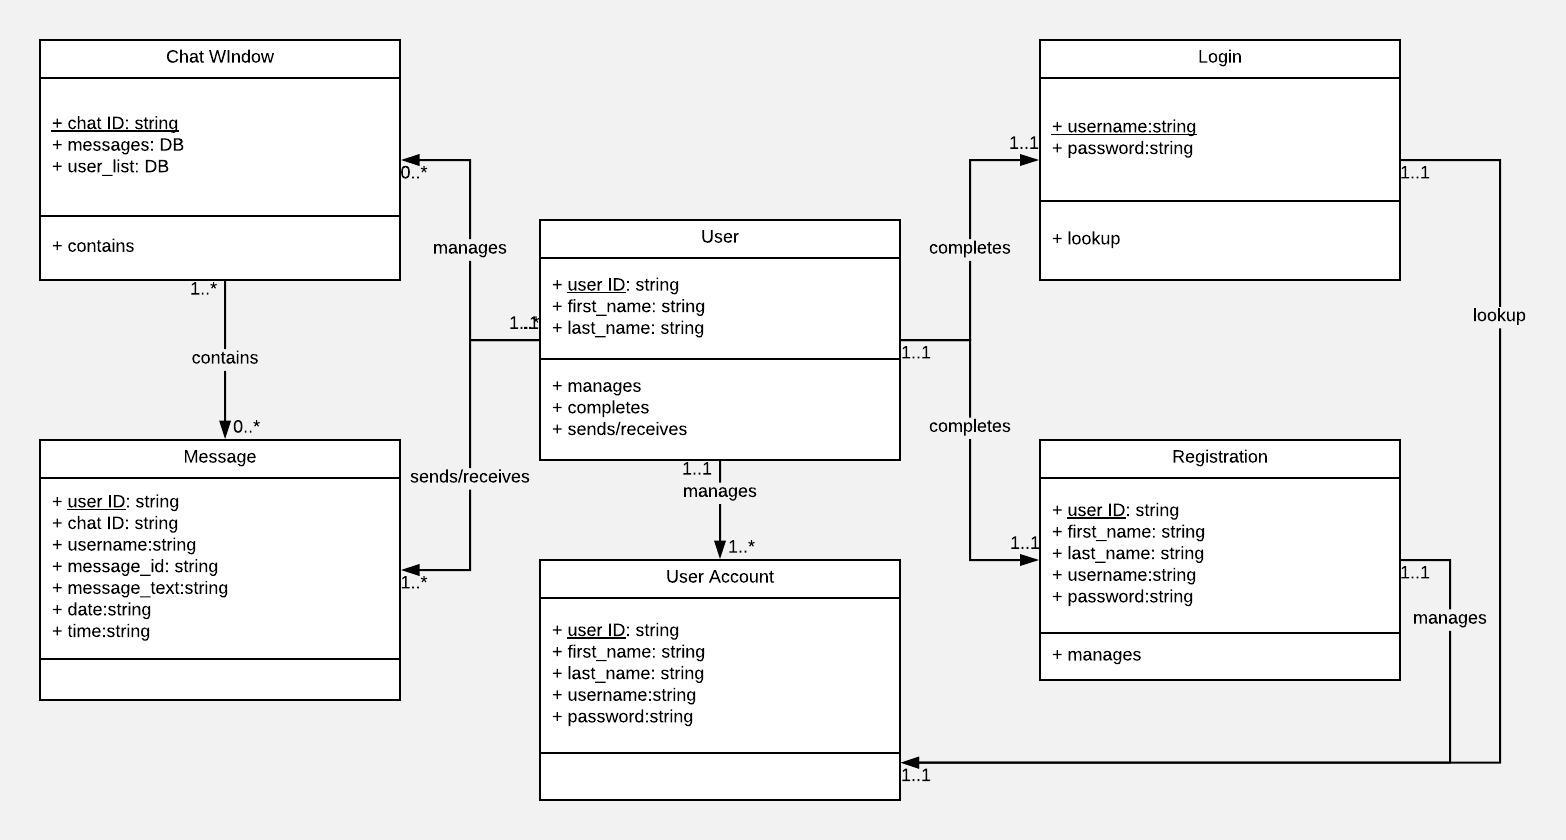 Chat WIndow
+ chat ID: string
+ messages: DB
+ user_list: DB
+ contains
1..*
contains
0..*
Message
+ user ID: string
+ chat ID: string
+ username:string
+ message_id: string
+ message_text:string
+ date:string
+ time:string
0..*
manages
sends/receives
1..*
User
+ user ID: string
+ first_name: string
+ last_name: string
+ manages
+ completes
+ sends/receives
1..1
1..1
manages
1..*
User Account
+ user ID: string
+ first_name: string
+ last_name: string
+ username:string
+ password:string
1..1
completes
completes
1..1
Login
+ username:string
+ password:string
+ lookup
1..1
lookup
1..1
Registration
+ user ID: string
+ first_name: string
+ last_name: string
+ username:string
+ password:string
+ manages
1..1
manages
1..1